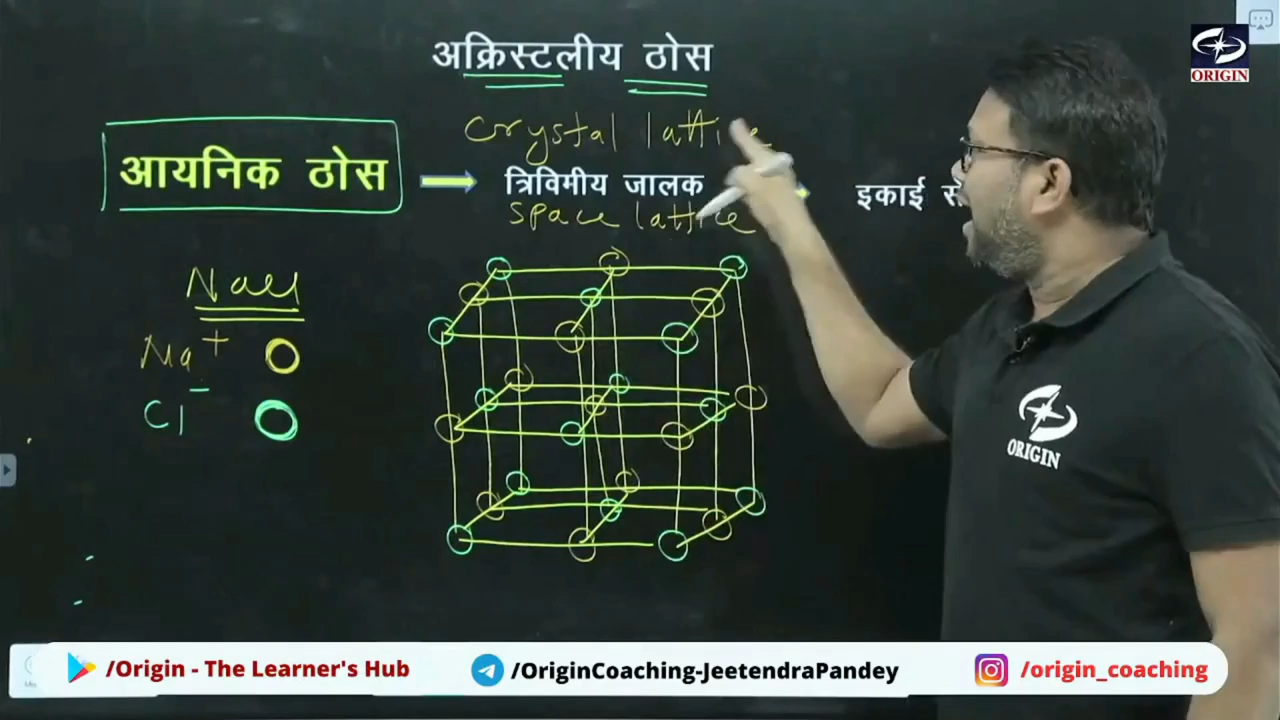 ORIGIN
अक्रिस्टलीय ठोस
crystal lattice
आयनिक ठोस
त्रिविमीय जालक
इकाई
space lattice
NaCl
Na+
Cl-
ORIGIN
/Origin - The Learner's Hub
/OriginCoaching-JeetendraPandey
/origin_coaching